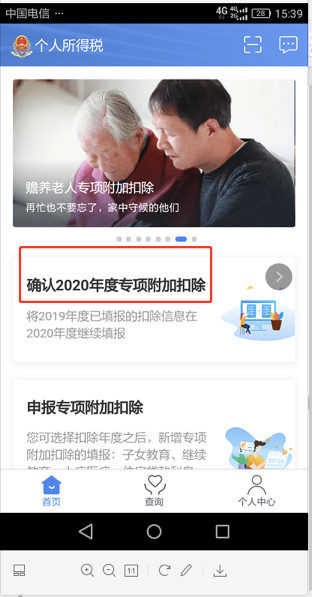 中国电信 ...
4G 4G 2G 28 15:39
个人所得税
赡养老人专项附加扣除
再忙也不要忘了，家中守候的他们
确认2020年度专项附加扣除
将2019年度已填报的扣除信息在
2020年度继续填报
申报专项附加扣除
您可选择扣除年度之后，新增专项
附加扣除的填报：子女教育、继续
首页
查询
个人中心
1:1